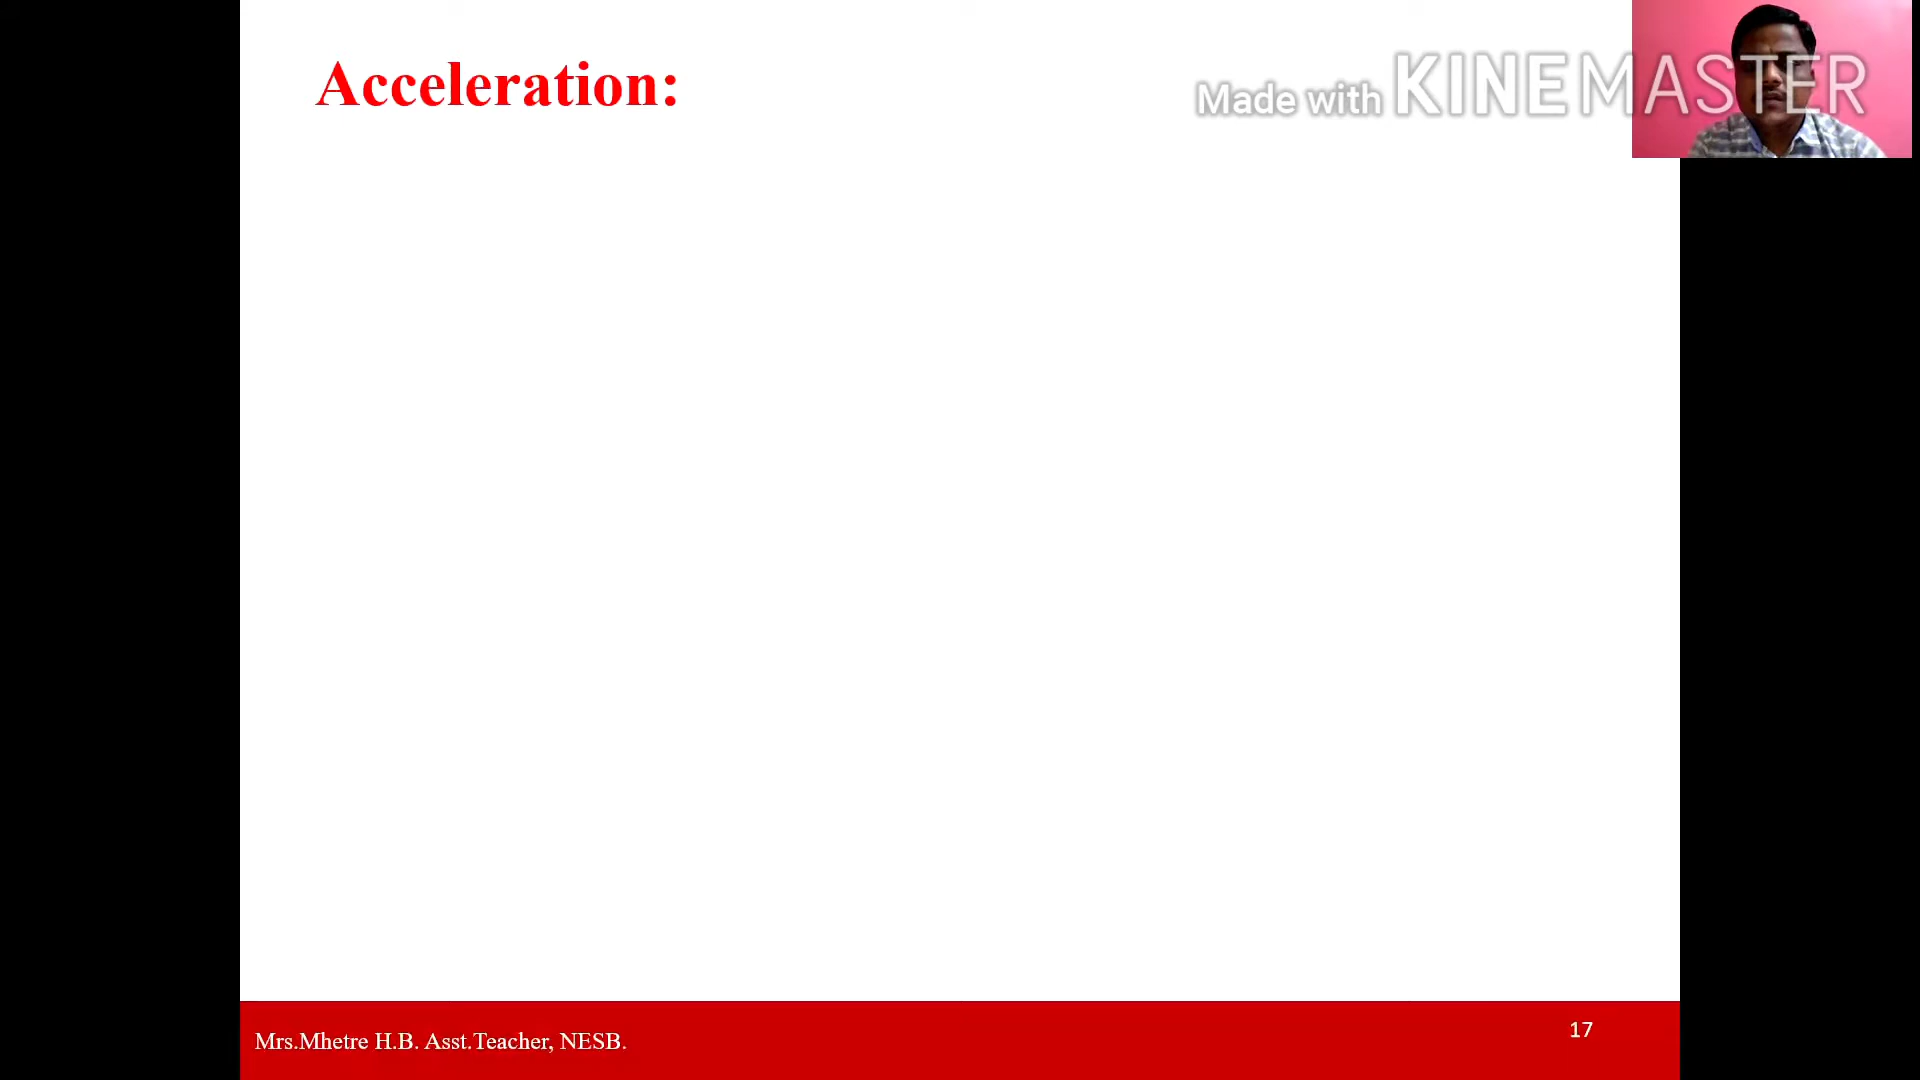 Acceleration:
Made with KINEMASTER
Mrs.Mhetre H.B. Asst.Teacher, NESB.
17